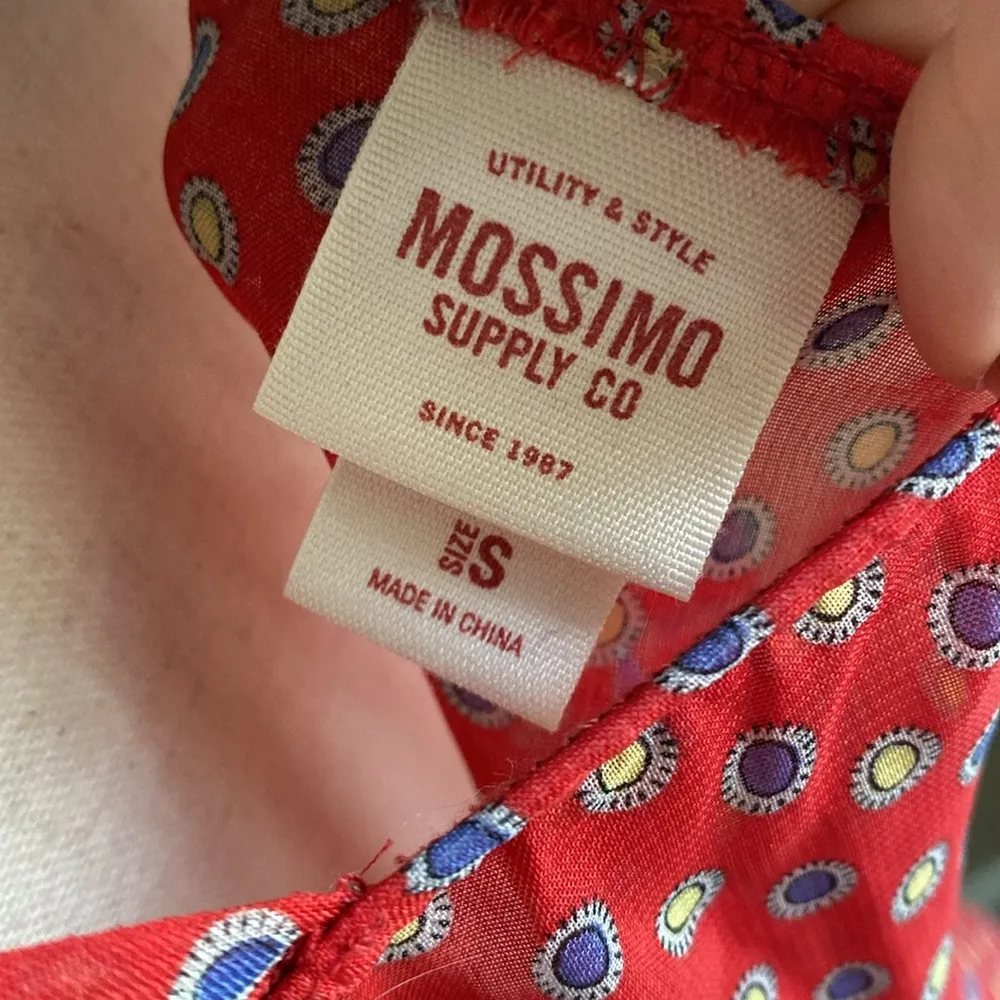 UTILITY & STYLE
MOSSIMO
SUPPLY CO
SINCE 1987
SIZE S
MADE IN CHINA